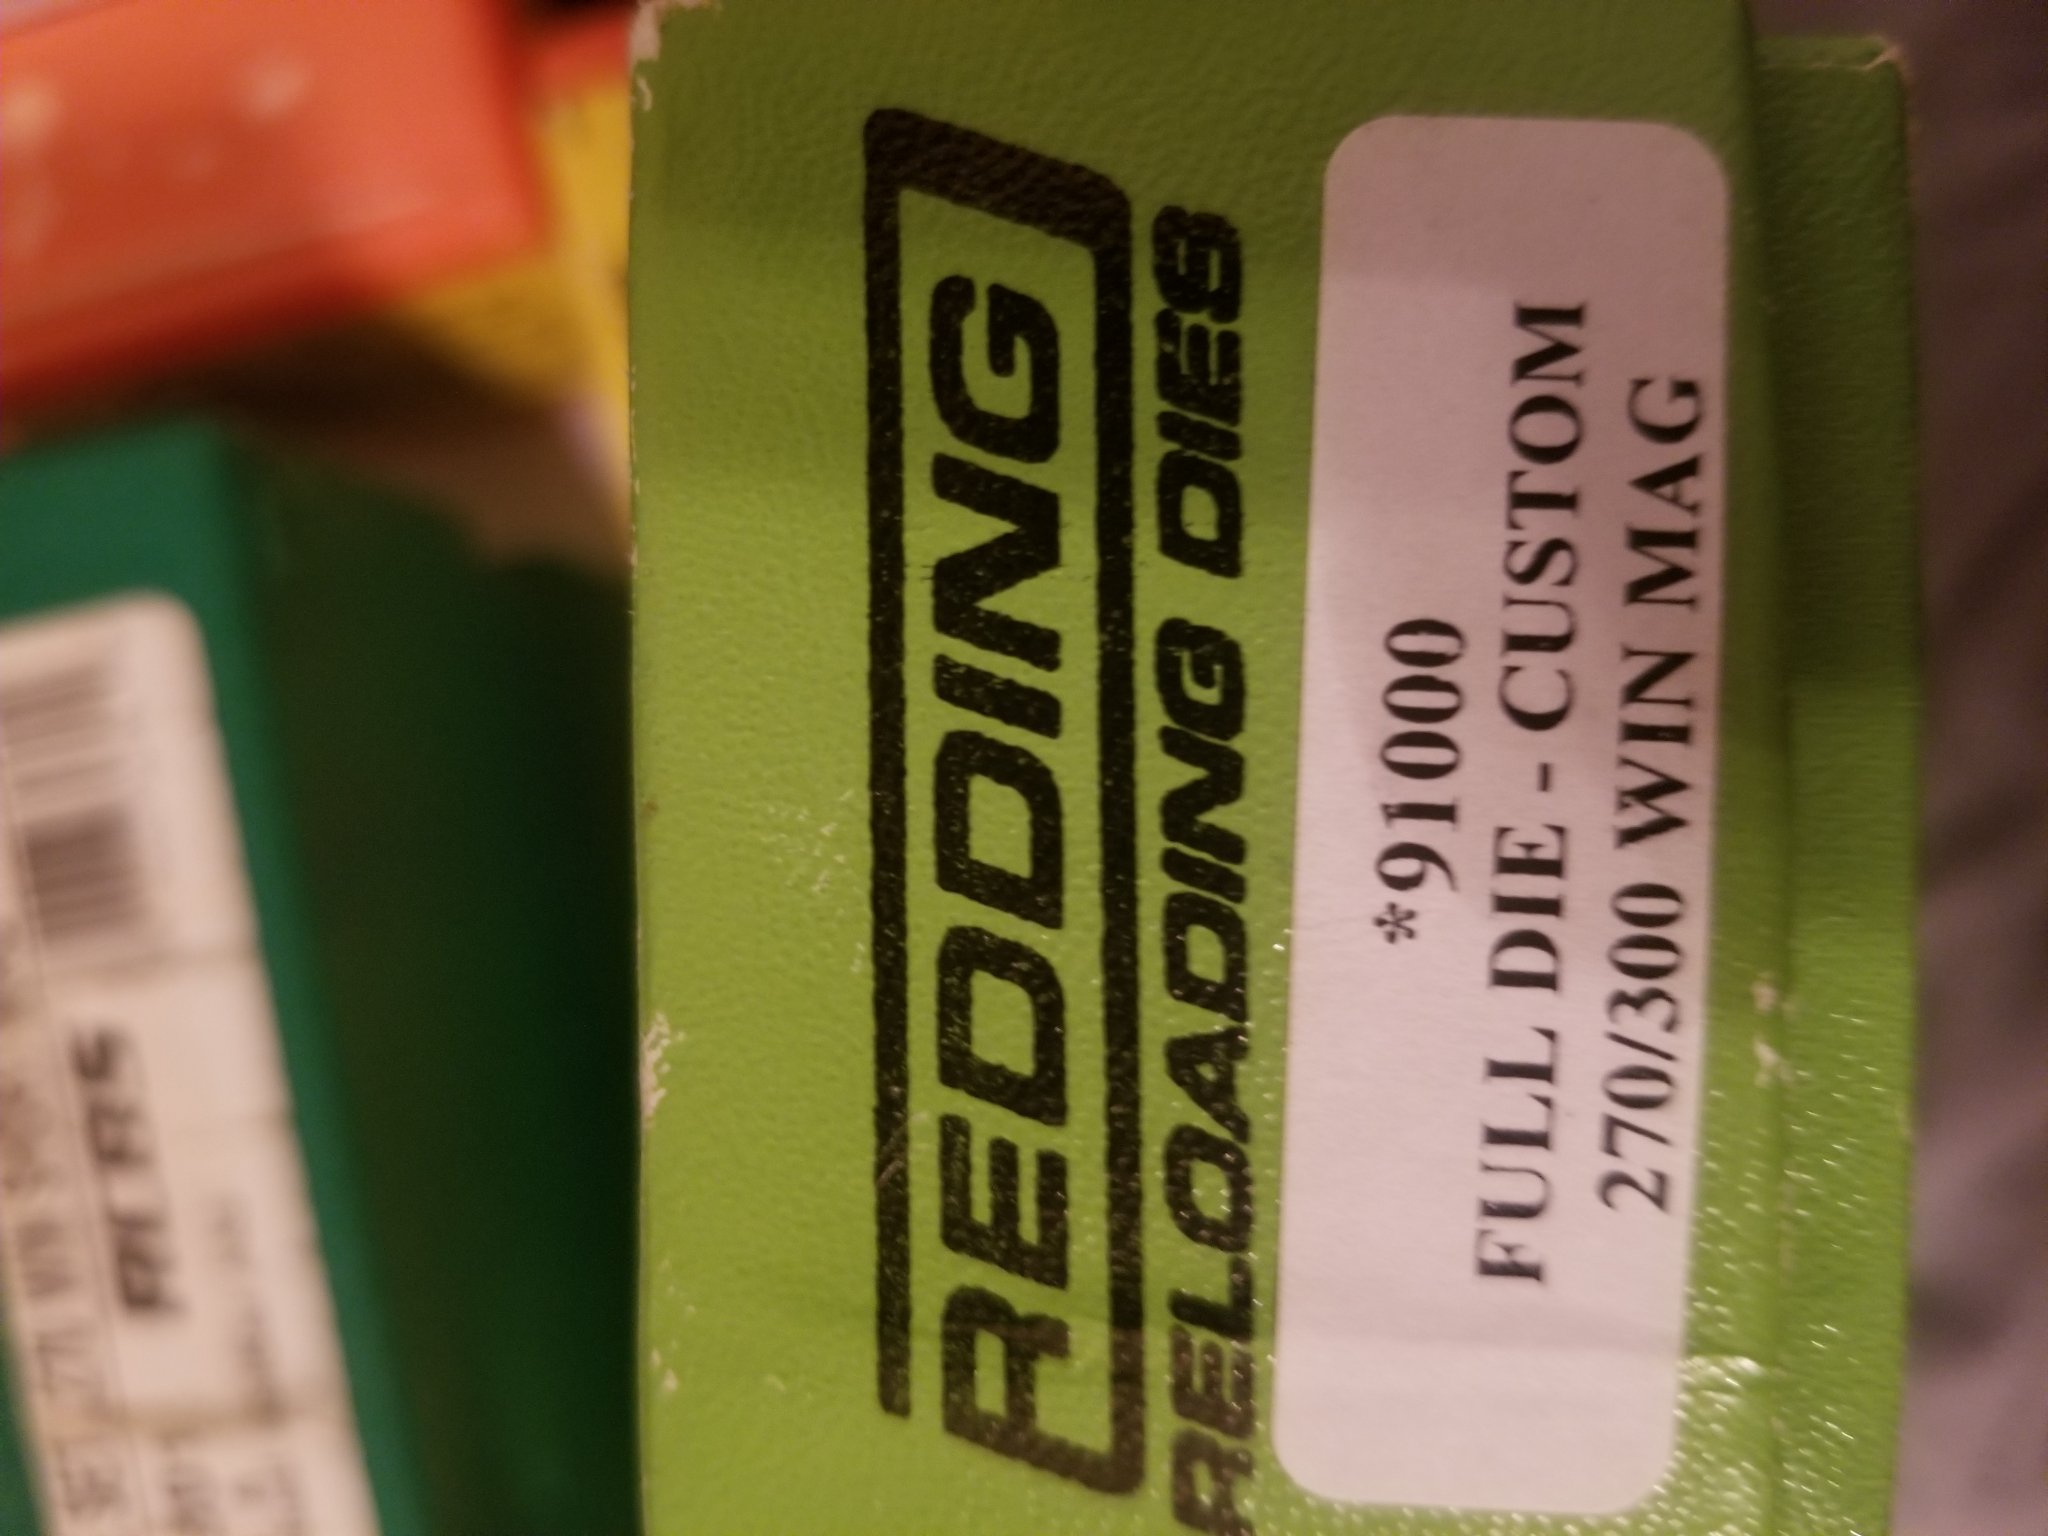 REDDING
RELOADING DIES
*91000
FULL DIE - CUSTOM
270/300 WIN MAG